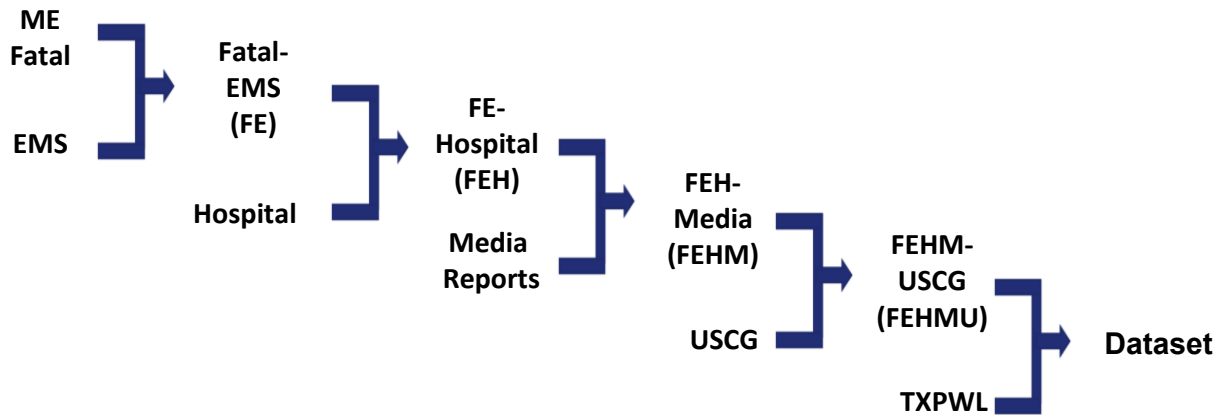 ME
Fatal
EMS
Fatal-
EMS
(FE)
Hospital
FE-
Hospital
(FEH)
Media
Reports
FEH-
Media
(FEHM)
USCG
FEHM-
USCG
(FEHMU)
TXPWL
Dataset